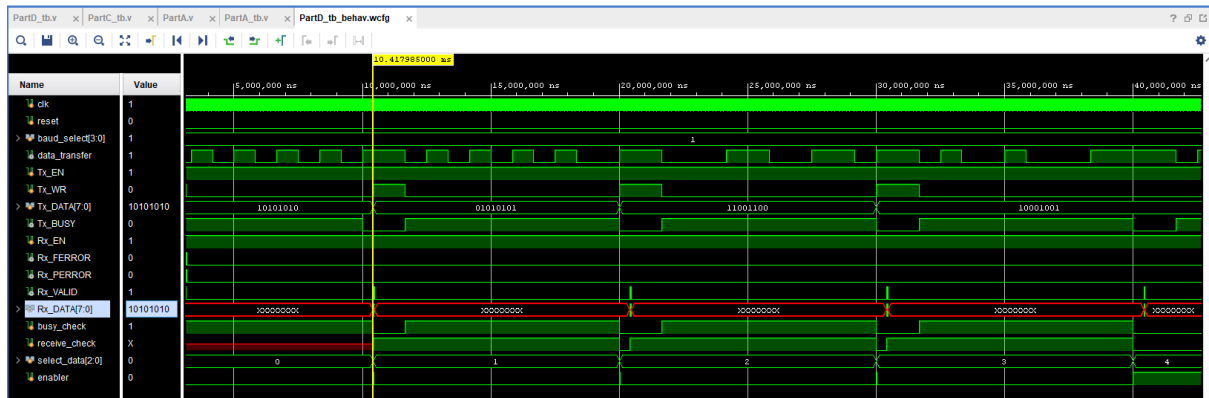 PartD_tb.v × PartC_tb.v × PartA.v × PartA_tb.v × PartD_tb_behav.wcfg × ?
10.417985000 ms
Name Value 5,000,000 ns 10,000,000 ns 15,000,000 ns 20,000,000 ns 25,000,000 ns 30,000,000 ns 35,000,000 ns 40,000,000 ns
clk 1
reset 0
baud_select[3:0] 1 1
data_transfer 1
Tx_EN 1
Tx_WR 0
Tx_DATA[7:0] 10101010 10101010 01010101 11001100 10001001
Tx_BUSY 0
Rx_EN 1
Rx_FERROR 0
Rx_PERROR 0
Rx_VALID 1
Rx_DATA[7:0] 10101010 XXXXXXXX XXXXXXXX XXXXXXXX XXXXXXXX XXXXXXXX
busy_check 1
receive_check X
select_data[2:0] 0 0 1 2 3 4
enabler 0